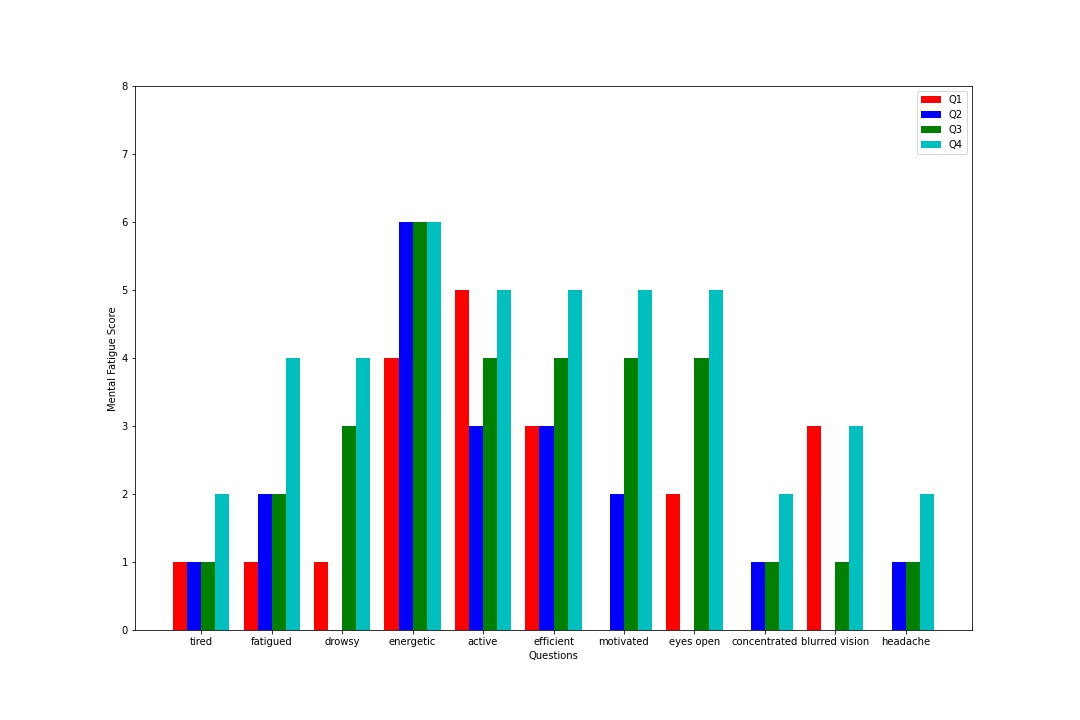 8
7
6
5
4
3
2
1
0
Mental Fatigue Score
Q1
Q2
Q3
Q4
tired fatigued drowsy energetic active efficient motivated eyes open concentrated blurred vision headache
Questions